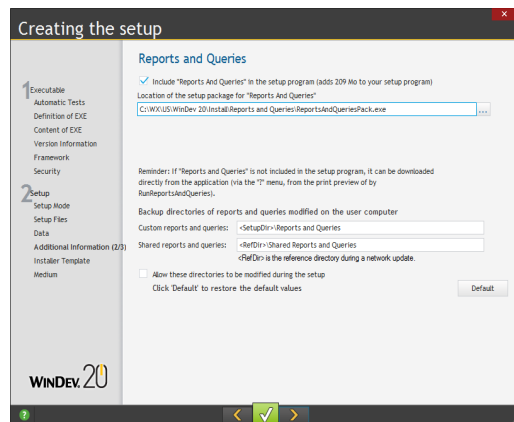 Creating the setup
x
1 Executable
Automatic Tests
Definition of EXE
Content of EXE
Version Information
Framework
Security
2 Setup
Setup Mode
Setup Files
Data
Additional Information (2/3)
Installer Template
Medium
WINDEV. 20
?
Reports and Queries
Include "Reports And Queries" in the setup program (adds 209 Mo to your setup program)
Location of the setup package for "Reports And Queries"
C:\WX\US\WinDev 20\Install\Reports and Queries\ReportsAndQueriesPack.exe
...
Reminder: If "Reports and Queries" is not included in the setup program, it can be downloaded
directly from the application (via the "?" menu, from the print preview of by
RunReportsAndQueries).
Backup directories of reports and queries modified on the user computer
Custom reports and queries: <SetupDir>\Reports and Queries
Shared reports and queries: <RefDir>\Shared Reports and Queries
<RefDir> is the reference directory during a network update.
Allow these directories to be modified during the setup
Click 'Default' to restore the default values
Default